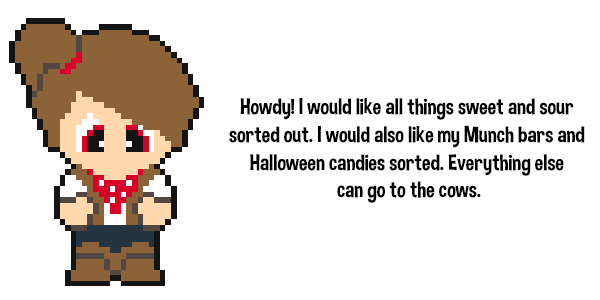 Howdy! I would like all things sweet and sour
sorted out. I would also like my Munch bars and
Halloween candies sorted. Everything else
can go to the cows.